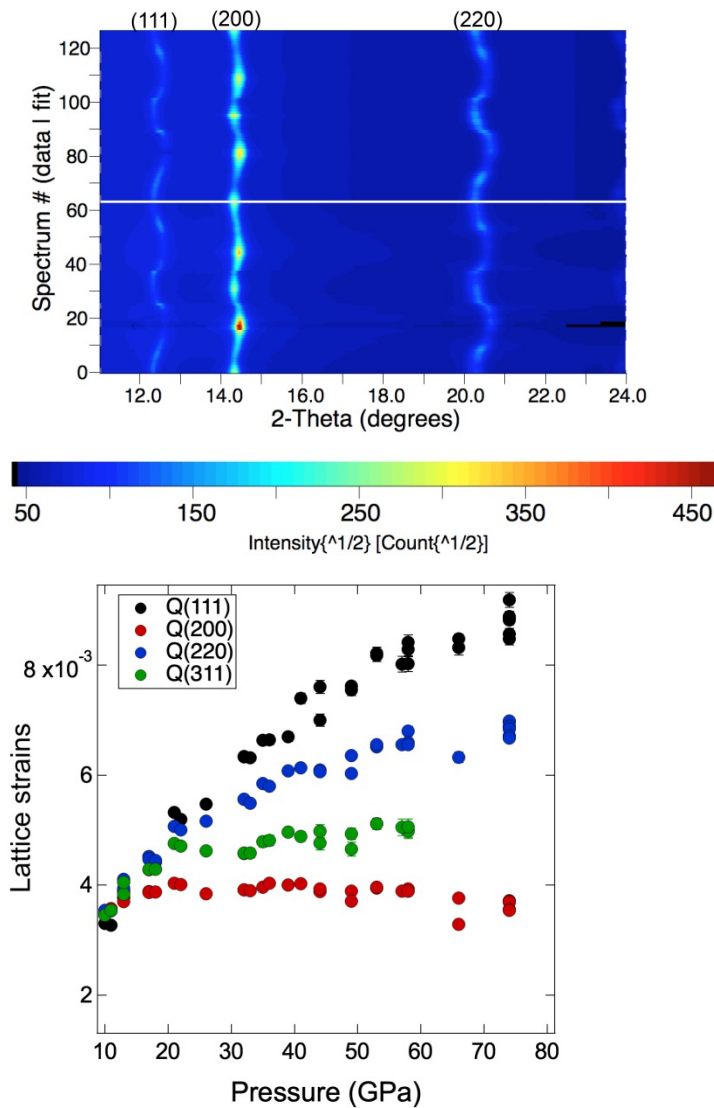 (111) (200) (220)
120
100
80
60
40
20
0
Spectrum # (data | fit)
12.0 14.0 16.0 18.0 20.0 22.0 24.0
2-Theta (degrees)
50 150 250 350 450
Intensity{^1/2} [Count{^1/2}]
Q(111)
Q(200)
Q(220)
Q(311)
8 x10-3
6
4
2
Lattice strains
10 20 30 40 50 60 70 80
Pressure (GPa)